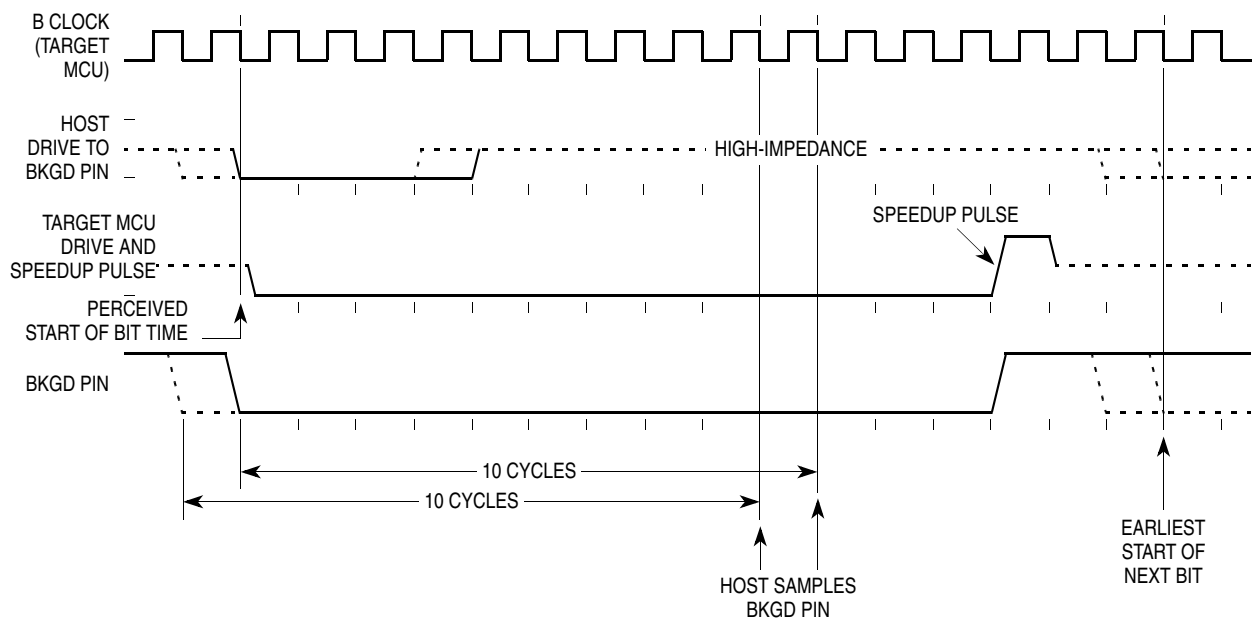 B CLOCK
(TARGET
MCU)
HOST
DRIVE TO
BKGD PIN
HIGH-IMPEDANCE
TARGET MCU
DRIVE AND
SPEEDUP PULSE
SPEEDUP PULSE
PERCEIVED
START OF BIT TIME
BKGD PIN
10 CYCLES
10 CYCLES
HOST SAMPLES
BKGD PIN
EARLIEST
START OF
NEXT BIT